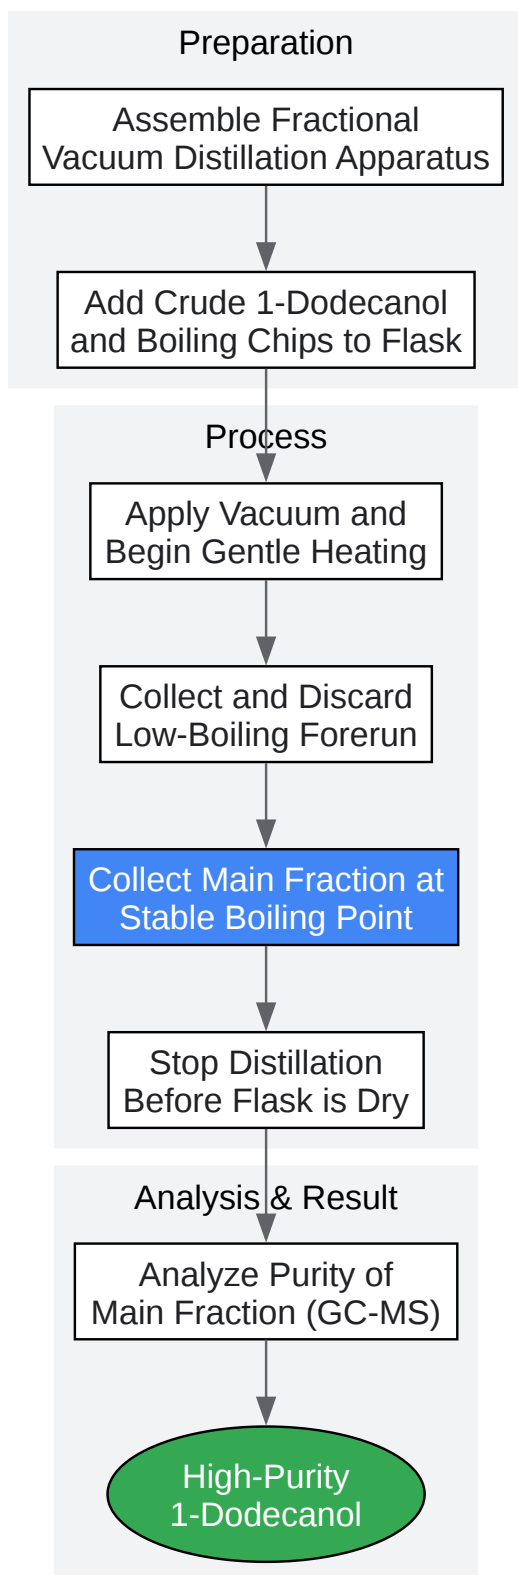 Preparation
Assemble Fractional
Vacuum Distillation Apparatus
Add Crude 1-Dodecanol
and Boiling Chips to Flask
Process
Apply Vacuum and
Begin Gentle Heating
Collect and Discard
Low-Boiling Forerun
Collect Main Fraction at
Stable Boiling Point
Stop Distillation
Before Flask is Dry
Analysis & Result
Analyze Purity of
Main Fraction (GC-MS)
High-Purity
1-Dodecanol